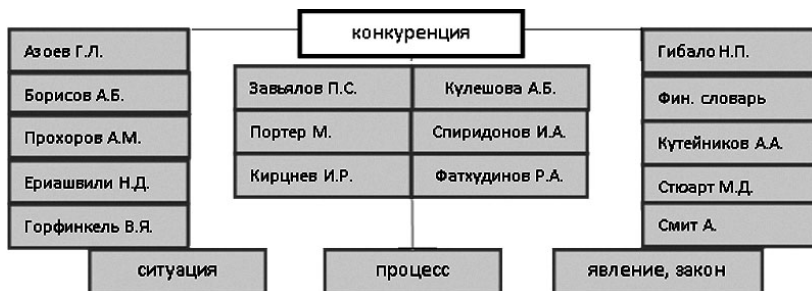 конкуренция
Азоев Г.Л.
Борисов А.Б.
Прохоров А.М.
Ериашвили Н.Д.
Горфинкель В.Я.
Завьялов П.С.
Кулешова А.Б.
Портер М.
Спиридонов И.А.
Кирцнев И.Р.
Фатхудинов Р.А.
Гибало Н.П.
Фин. словарь
Кутейников А.А.
Стюарт М.Д.
Смит А.
ситуация
процесс
явление, закон